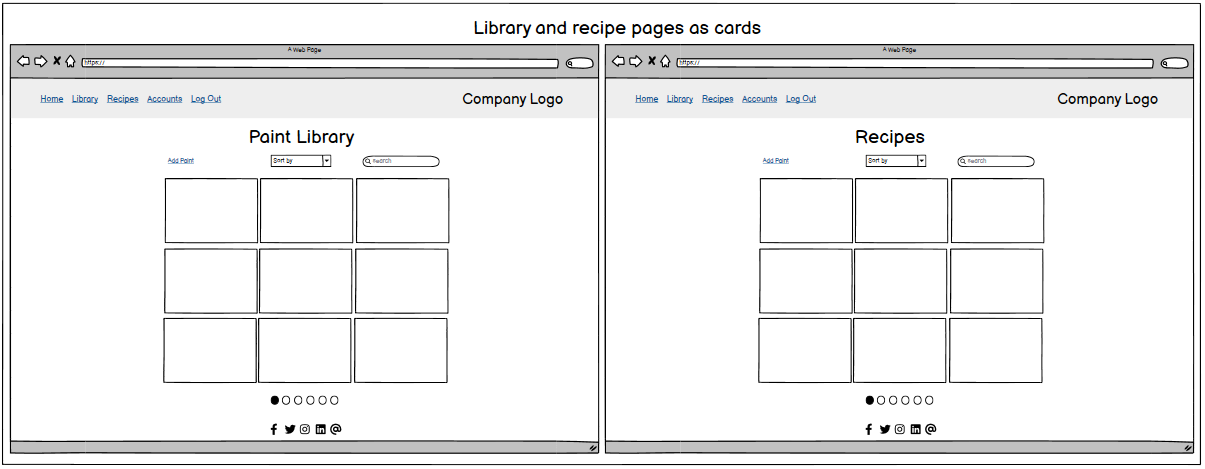 Library and recipe pages as cards
A Web Page
https://
Home Library Recipes Accounts Log Out
Company Logo
Paint Library
Add Paint
Sort by
search
A Web Page
https://
Home Library Recipes Accounts Log Out
Company Logo
Recipes
Add Paint
Sort by
search